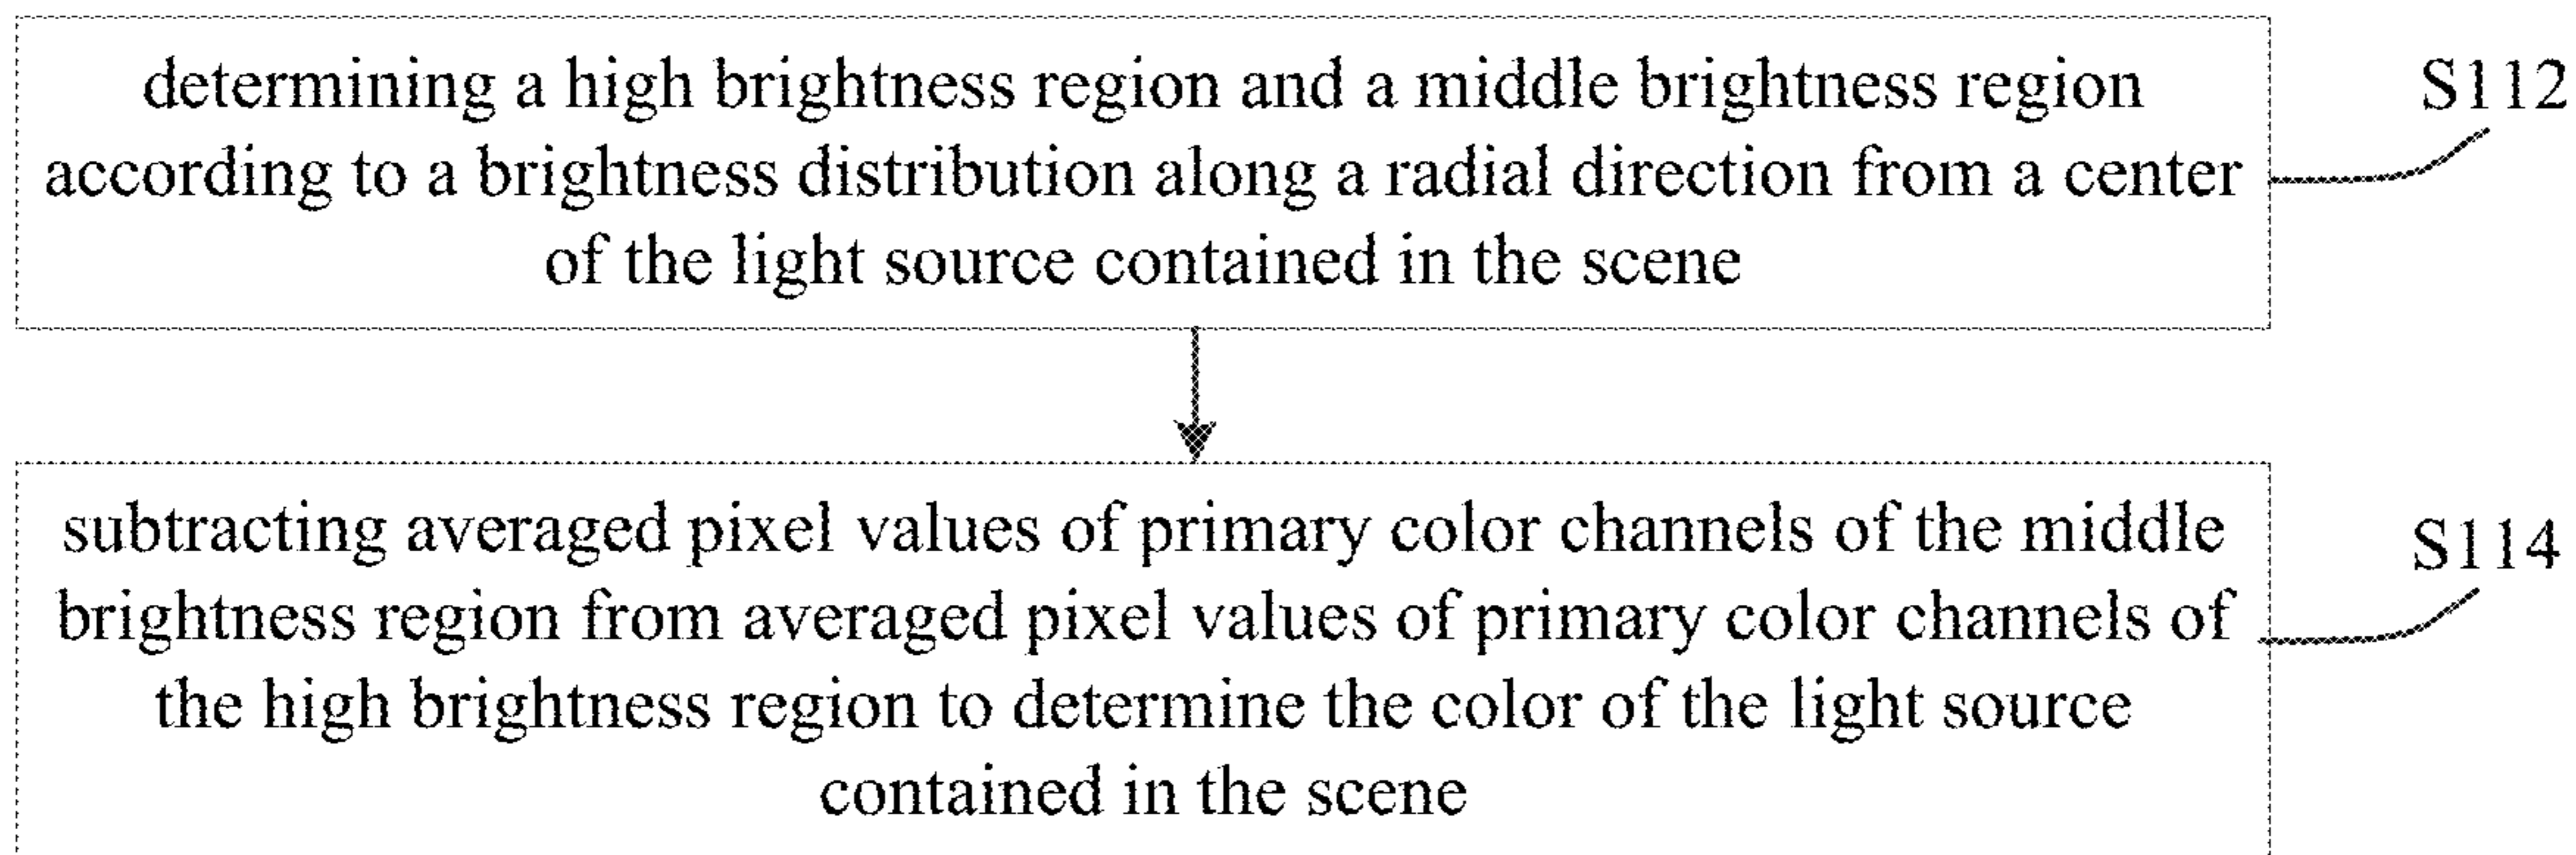 determining a high brightness region and a middle brightness region
according to a brightness distribution along a radial direction from a center
of the light source contained in the scene
S112
subtracting averaged pixel values of primary color channels of the middle
brightness region from averaged pixel values of primary color channels of
the high brightness region to determine the color of the light source
contained in the scene
S114